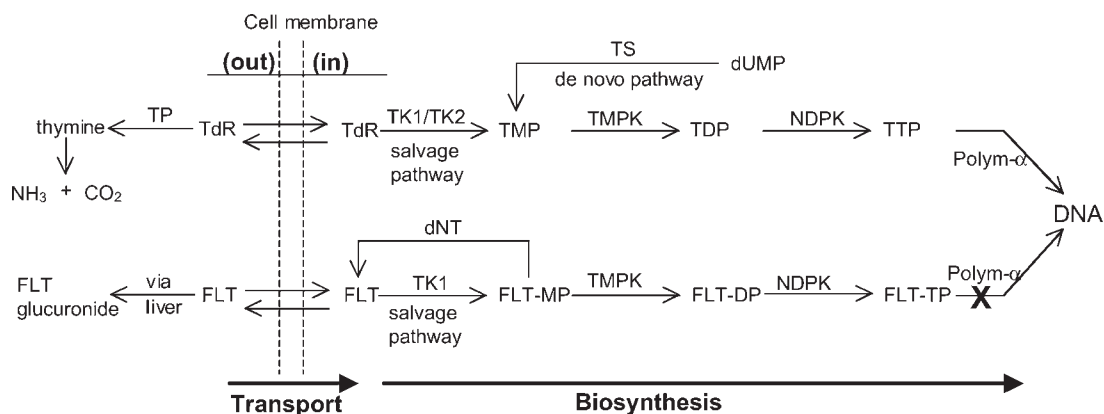 Cell membrane
(out) (in)
TS
de novo pathway
dUMP
TP
TK1/TK2
TMPK
NDPK
thymine
TdR
TdR
TMP
TDP
TTP
salvage
pathway
Polym-α
NH₃ + CO₂
DNA
dNT
FLT
glucuronide
via
liver
FLT
FLT
TK1
salvage
pathway
FLT-MP
TMPK
FLT-DP
NDPK
FLT-TP
Polym-α
X
Transport
Biosynthesis